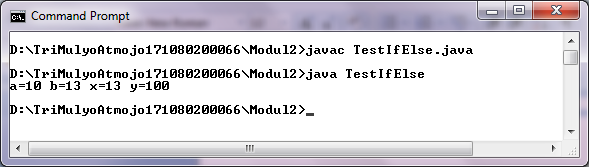 Command Prompt
D:\TriMulyoAtmojo171080200066\Modul2>javac TestIfElse.java
D:\TriMulyoAtmojo171080200066\Modul2>java TestIfElse
a=10 b=13 x=13 y=100
D:\TriMulyoAtmojo171080200066\Modul2>_